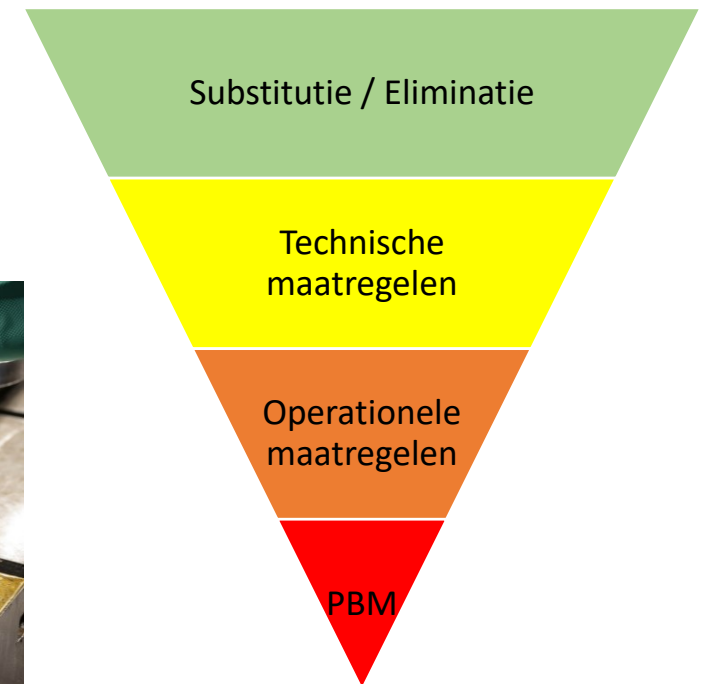 Substitutie / Eliminatie
Technische
maatregelen
Operationele
maatregelen
PBM